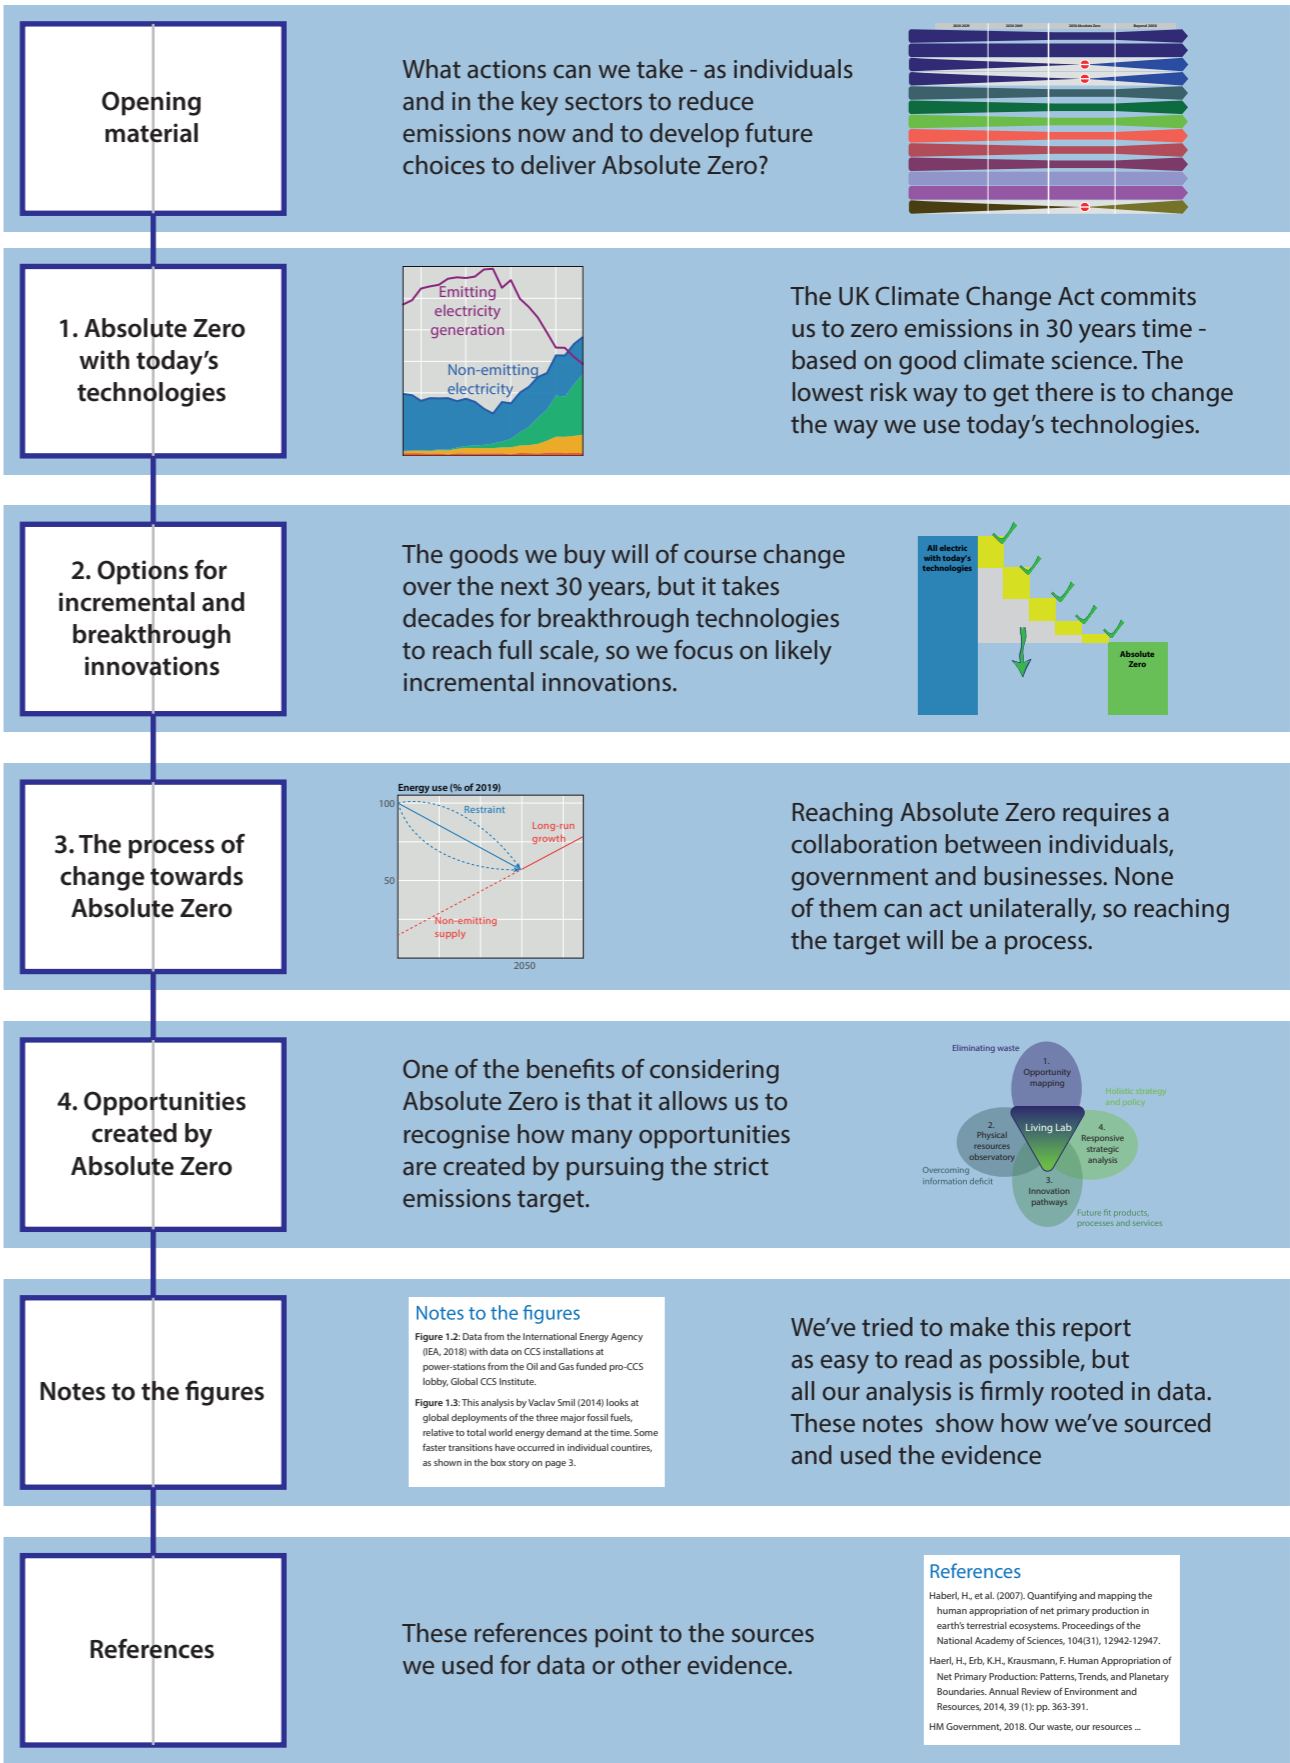 Opening
material
What actions can we take - as individuals
and in the key sectors to reduce
emissions now and to develop future
choices to deliver Absolute Zero?
2020-2029 2030-2049 2050 Absolute Zero Beyond 2050
1. Absolute Zero
with today's
technologies
Emitting
electricity
generation
Non-emitting
electricity
The UK Climate Change Act commits
us to zero emissions in 30 years time -
based on good climate science. The
lowest risk way to get there is to change
the way we use today's technologies.
2. Options for
incremental and
breakthrough
innovations
The goods we buy will of course change
over the next 30 years, but it takes
decades for breakthrough technologies
to reach full scale, so we focus on likely
incremental innovations.
All electric
with today's
technologies
Absolute
Zero
3. The process of
change towards
Absolute Zero
Energy use (% of 2019)
100
Restraint
Long-run
growth
50
Non-emitting
supply
2050
Reaching Absolute Zero requires a
collaboration between individuals,
government and businesses. None
of them can act unilaterally, so reaching
the target will be a process.
4. Opportunities
created by
Absolute Zero
One of the benefits of considering
Absolute Zero is that it allows us to
recognise how many opportunities
are created by pursuing the strict
emissions target.
Eliminating waste
1.
Opportunity
mapping
Holistic strategy
and policy
Living Lab
2.
Physical
resources
observatory
4.
Responsive
strategic
analysis
Overcoming
information deficit
3.
Innovation
pathways
Future fit products,
processes and services
Notes to the figures
Notes to the figures
Figure 1.2: Data from the International Energy Agency
(IEA, 2018) with data on CCS installations at
power-stations from the Oil and Gas funded pro-CCS
lobby, Global CCS Institute.
Figure 1.3: This analysis by Vaclav Smil (2014) looks at
global deployments of the three major fossil fuels,
relative to total world energy demand at the time. Some
faster transitions have occurred in individual countires,
as shown in the box story on page 3.
We've tried to make this report
as easy to read as possible, but
all our analysis is firmly rooted in data.
These notes show how we've sourced
and used the evidence
References
These references point to the sources
we used for data or other evidence.
References
Haberl, H., et al. (2007). Quantifying and mapping the
human appropriation of net primary production in
earth's terrestrial ecosystems. Proceedings of the
National Academy of Sciences, 104(31), 12942-12947.
Haerl, H., Erb, K.H., Krausmann, F. Human Appropriation of
Net Primary Production: Patterns, Trends, and Planetary
Boundaries. Annual Review of Environment and
Resources, 2014, 39 (1): pp. 363-391.
HM Government, 2018. Our waste, our resources ...